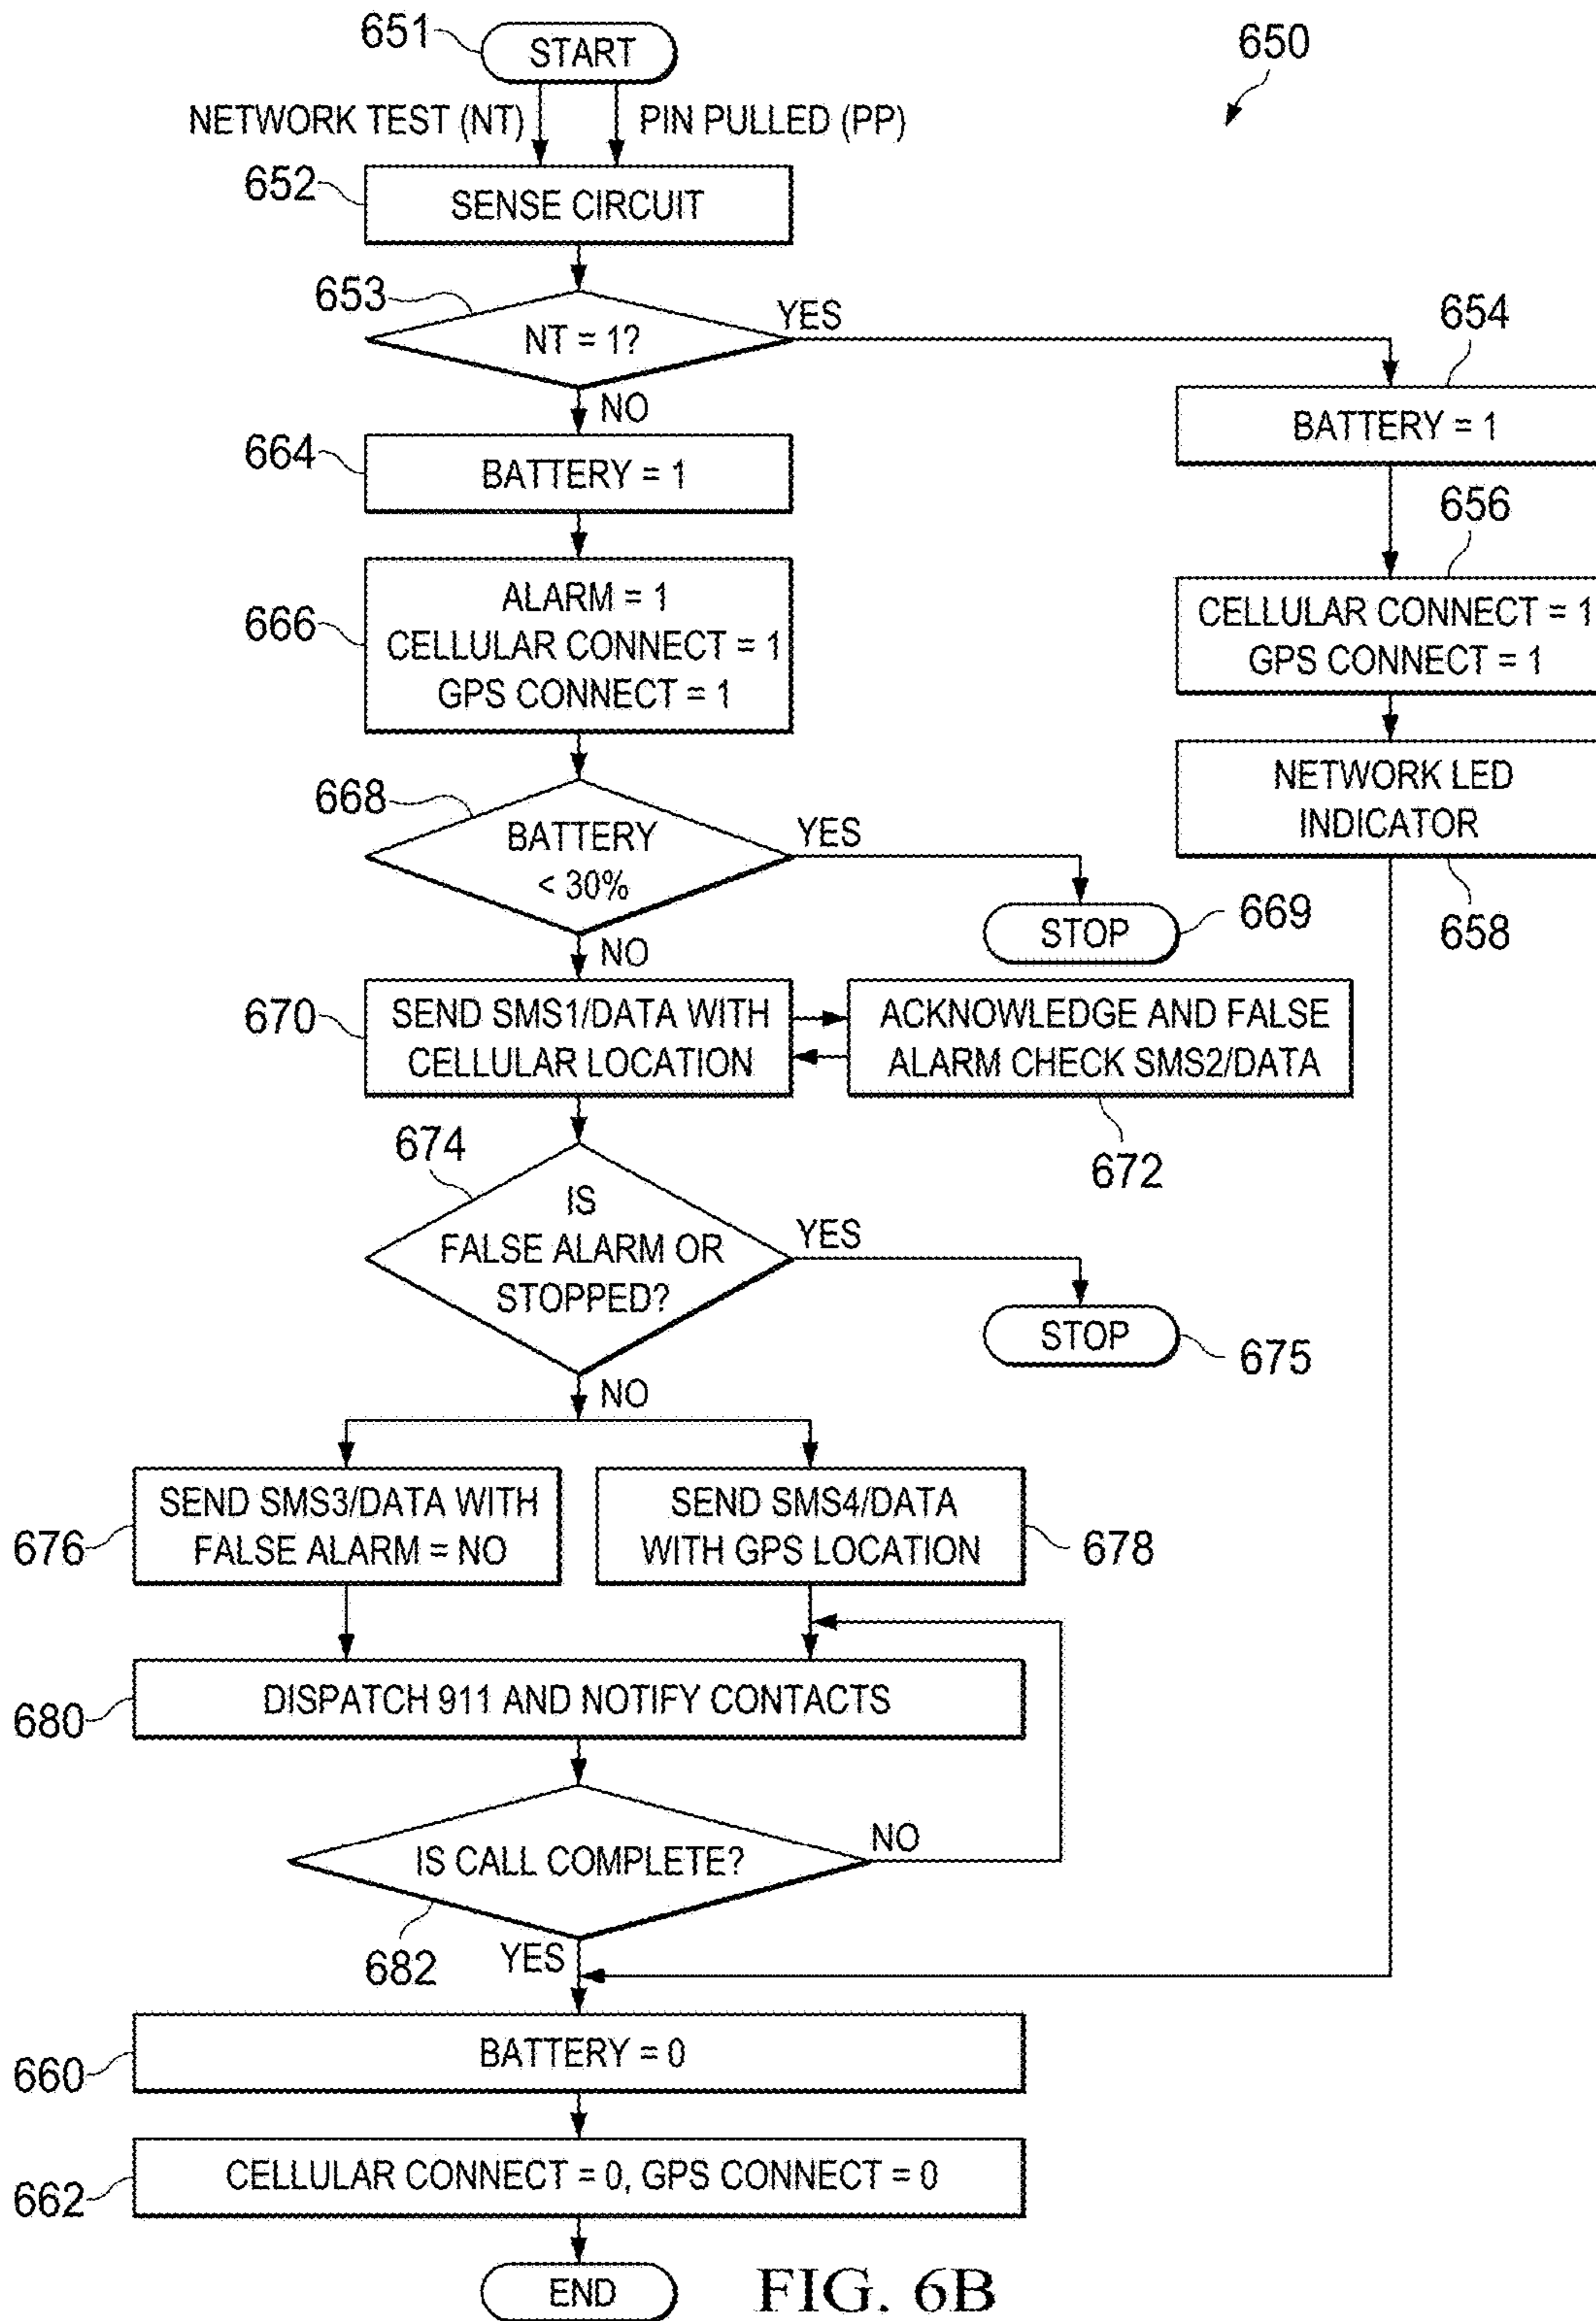 651
START
650
NETWORK TEST (NT)
PIN PULLED (PP)
652
SENSE CIRCUIT
653
NT = 1?
YES
654
NO
BATTERY = 1
664
BATTERY = 1
656
666
ALARM = 1
CELLULAR CONNECT = 1
GPS CONNECT = 1
CELLULAR CONNECT = 1
GPS CONNECT = 1
668
BATTERY
< 30%
YES
NETWORK LED
INDICATOR
STOP
669
658
NO
670
SEND SMS1/DATA WITH
CELLULAR LOCATION
ACKNOWLEDGE AND FALSE
ALARM CHECK SMS2/DATA
672
674
IS
FALSE ALARM OR
STOPPED?
YES
STOP
675
NO
676
SEND SMS3/DATA WITH
FALSE ALARM = NO
SEND SMS4/DATA
WITH GPS LOCATION
678
680
DISPATCH 911 AND NOTIFY CONTACTS
IS CALL COMPLETE?
NO
682
YES
660
BATTERY = 0
662
CELLULAR CONNECT = 0, GPS CONNECT = 0
END
FIG. 6B